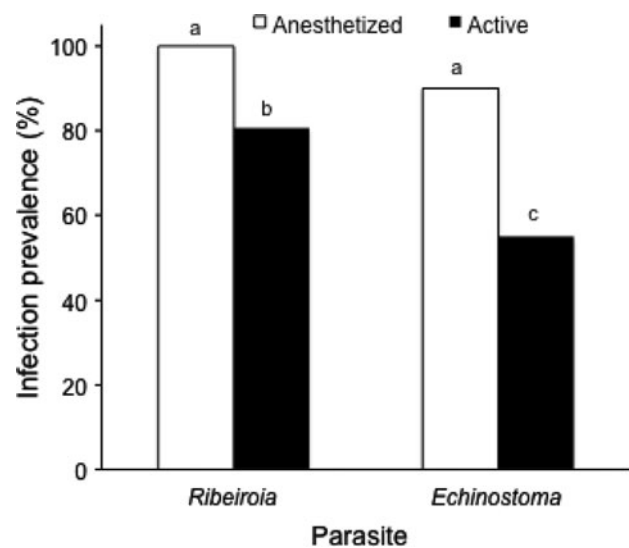 Anesthetized Active
a
b
a
c
Infection prevalence (%)
100
80
60
40
20
0
Ribeiroia Echinostoma
Parasite